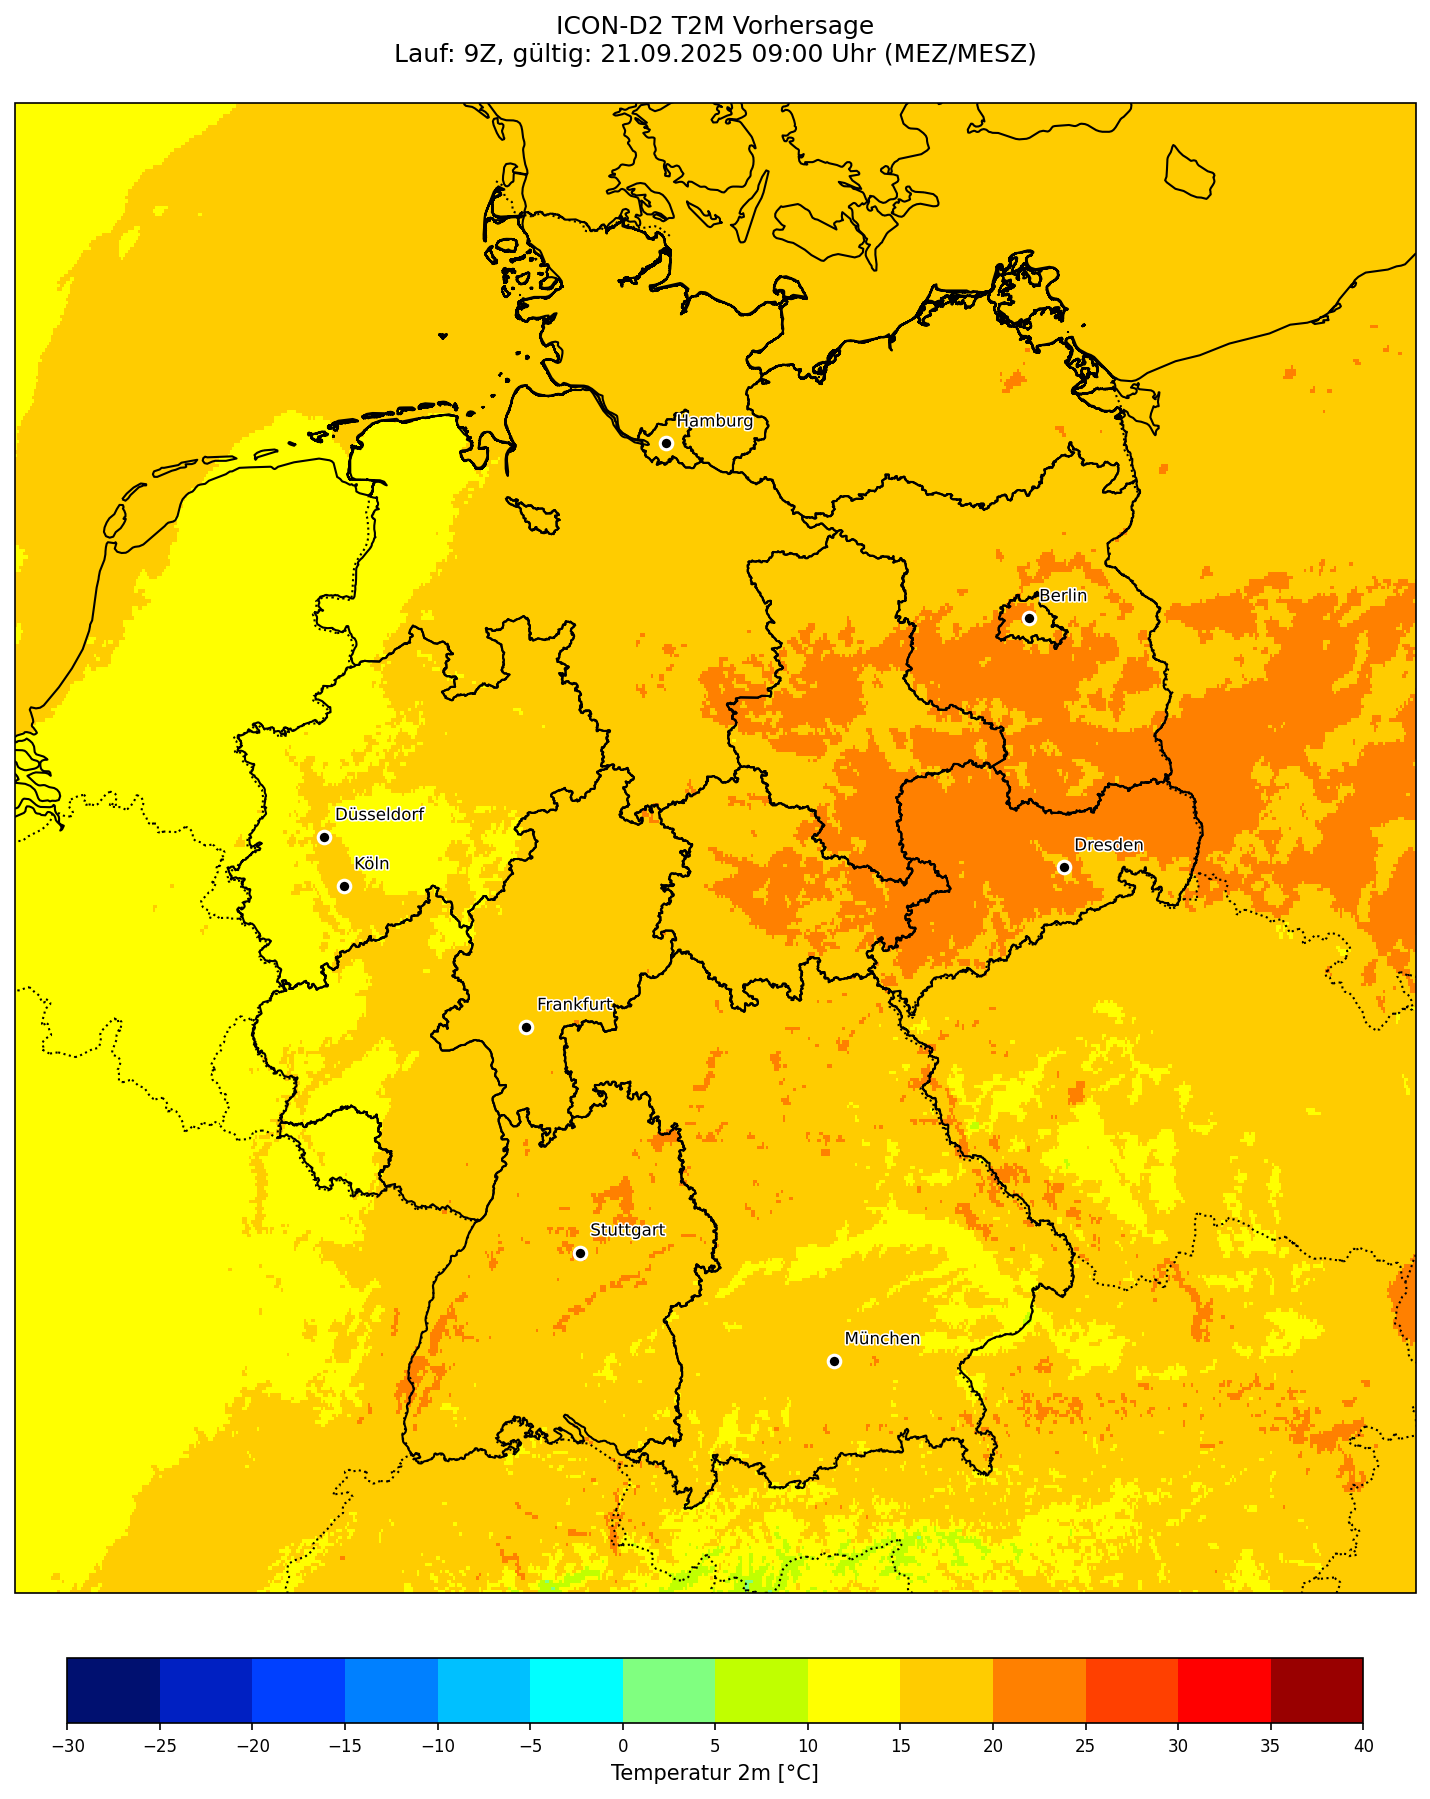 ICON-D2 T2M Vorhersage
Lauf: 9Z, gültig: 21.09.2025 09:00 Uhr (MEZ/MESZ)
Hamburg
Berlin
Düsseldorf
Dresden
Köln
Frankfurt
Stuttgart
München
−30 −25 −20 −15 −10 −5 0 5 10 15 20 25 30 35 40
Temperatur 2m [°C]